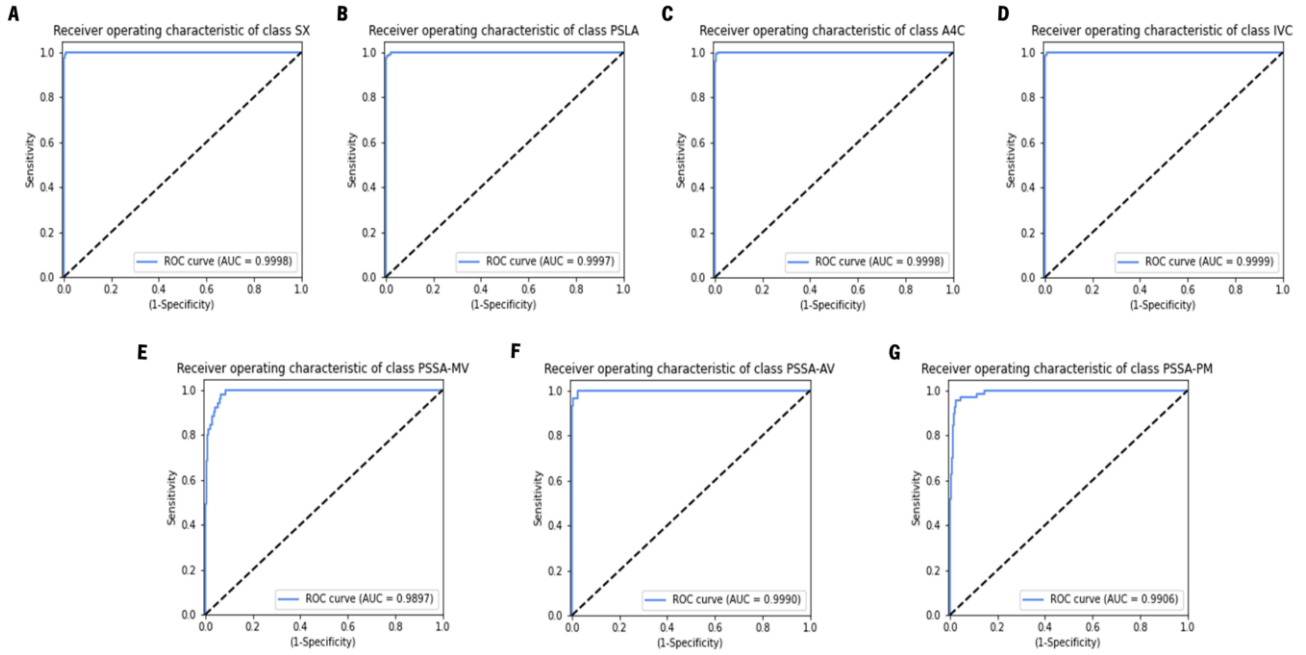 A
Receiver operating characteristic of class SX
1.0
0.8
0.6
0.4
0.2
0.0
Sensitivity
ROC curve (AUC = 0.9998)
0.0 0.2 0.4 0.6 0.8 1.0
(1-Specificity)
B
Receiver operating characteristic of class PSLA
1.0
0.8
0.6
0.4
0.2
0.0
Sensitivity
ROC curve (AUC = 0.9997)
0.0 0.2 0.4 0.6 0.8 1.0
(1-Specificity)
C
Receiver operating characteristic of class A4C
1.0
0.8
0.6
0.4
0.2
0.0
Sensitivity
ROC curve (AUC = 0.9998)
0.0 0.2 0.4 0.6 0.8 1.0
(1-Specificity)
D
Receiver operating characteristic of class IVC
1.0
0.8
0.6
0.4
0.2
0.0
Sensitivity
ROC curve (AUC = 0.9999)
0.0 0.2 0.4 0.6 0.8 1.0
(1-Specificity)
E
Receiver operating characteristic of class PSSA-MV
1.0
0.8
0.6
0.4
0.2
0.0
Sensitivity
ROC curve (AUC = 0.9897)
0.0 0.2 0.4 0.6 0.8 1.0
(1-Specificity)
F
Receiver operating characteristic of class PSSA-AV
1.0
0.8
0.6
0.4
0.2
0.0
Sensitivity
ROC curve (AUC = 0.9990)
0.0 0.2 0.4 0.6 0.8 1.0
(1-Specificity)
G
Receiver operating characteristic of class PSSA-PM
1.0
0.8
0.6
0.4
0.2
0.0
Sensitivity
ROC curve (AUC = 0.9906)
0.0 0.2 0.4 0.6 0.8 1.0
(1-Specificity)